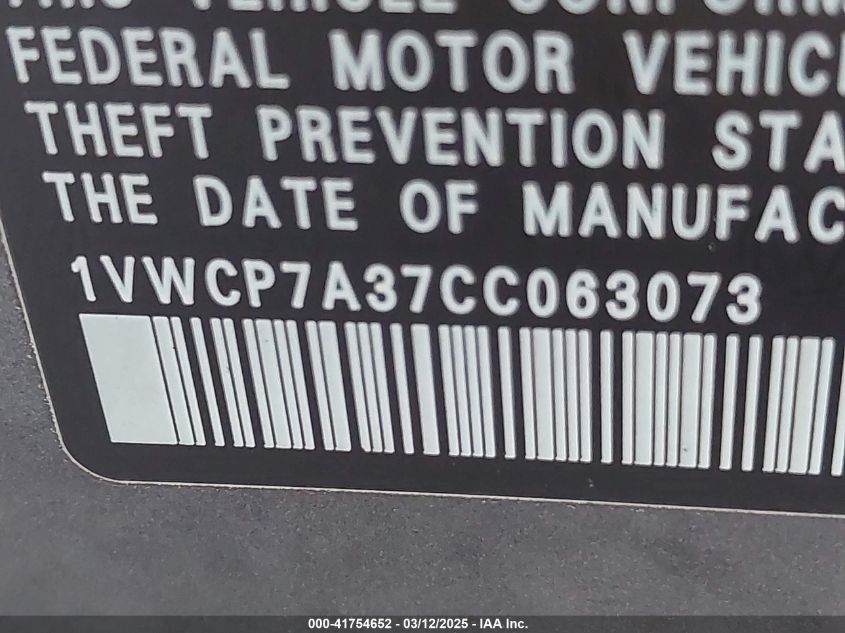 FEDERAL MOTOR VEHIC
THEFT PREVENTION STA
THE DATE OF MANUFAC
1VWCP7A37CC063073
000-41754652 - 03/12/2025 - IAA Inc.